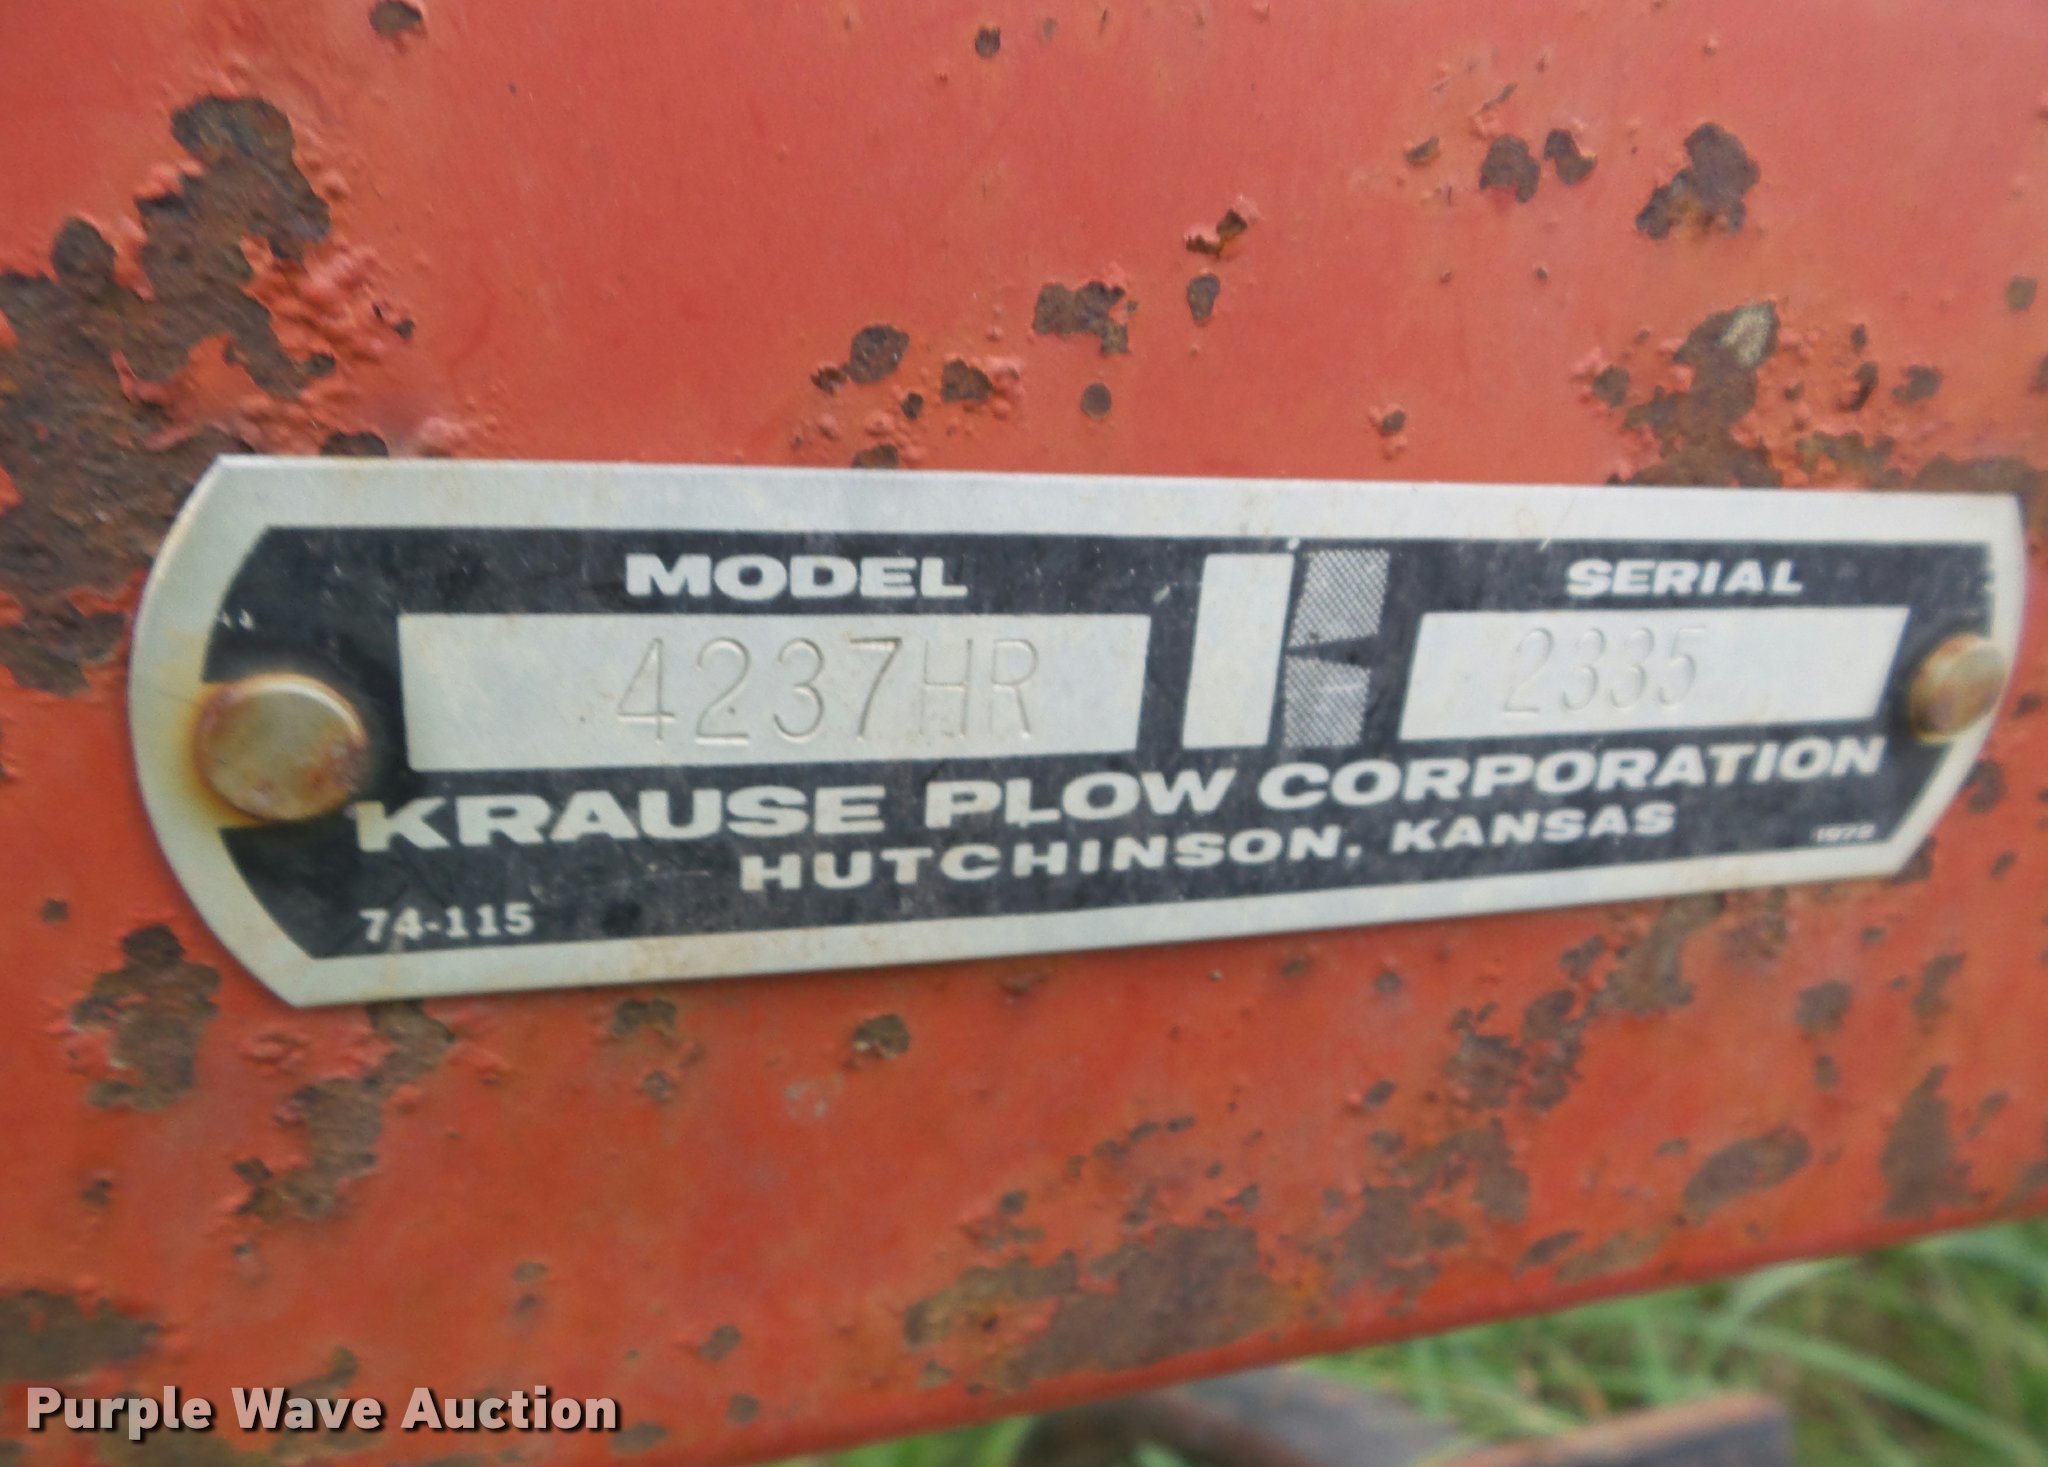 MODEL
4237HR
K
SERIAL
2335
KRAUSE PLOW CORPORATION
HUTCHINSON, KANSAS
74-115
Purple Wave Auction